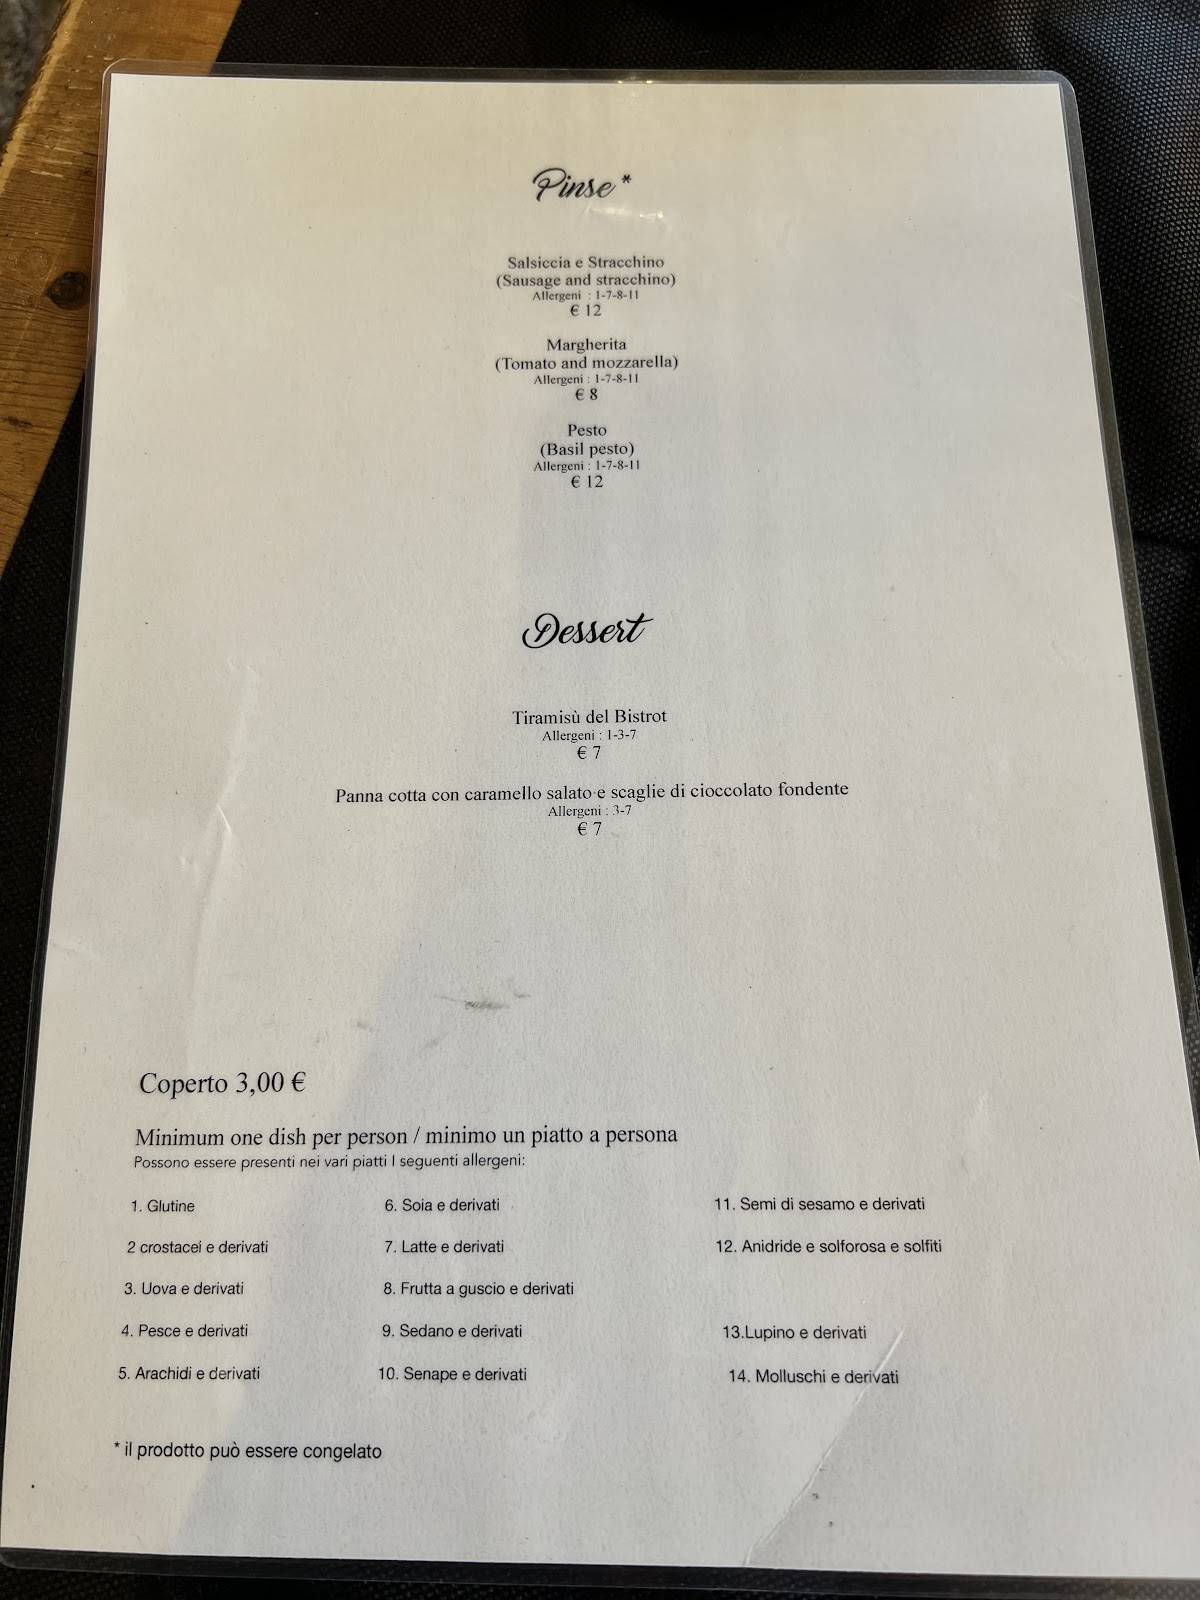 Pinse *
Salsiccia e Stracchino
(Sausage and stracchino)
Allergeni : 1-7-8-11
€ 12
Margherita
(Tomato and mozzarella)
Allergeni : 1-7-8-11
€ 8
Pesto
(Basil pesto)
Allergeni : 1-7-8-11
€ 12
Dessert
Tiramisù del Bistrot
Allergeni : 1-3-7
€ 7
Panna cotta con caramello salato e scaglie di cioccolato fondente
Allergeni : 3-7
€ 7
Coperto 3,00 €
Minimum one dish per person / minimo un piatto a persona
Possono essere presenti nei vari piatti I seguenti allergeni:
1. Glutine
2 crostacei e derivati
3. Uova e derivati
4. Pesce e derivati
5. Arachidi e derivati
6. Soia e derivati
7. Latte e derivati
8. Frutta a guscio e derivati
9. Sedano e derivati
10. Senape e derivati
11. Semi di sesamo e derivati
12. Anidride e solforosa e solfiti
13.Lupino e derivati
14. Molluschi e derivati
* il prodotto può essere congelato